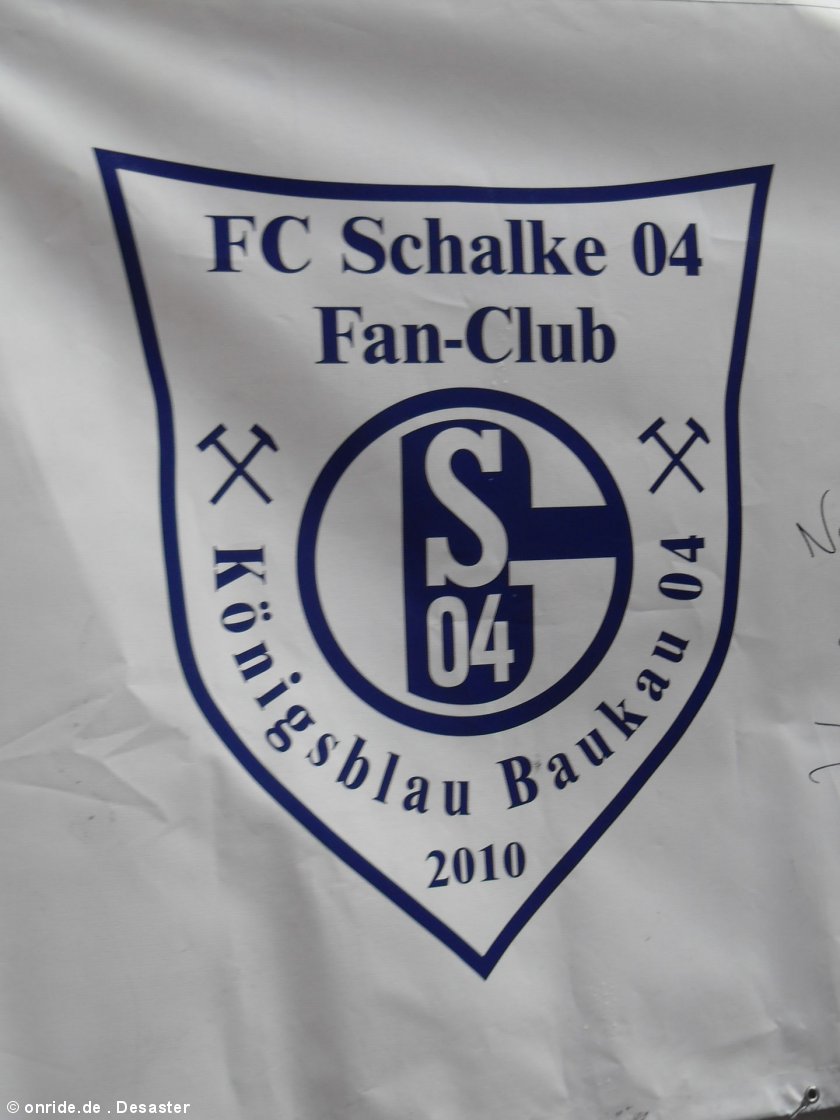 FC Schalke 04
Fan-Club
S
04
Königsblau Baukau 04
2010
© onride.de . Desaster